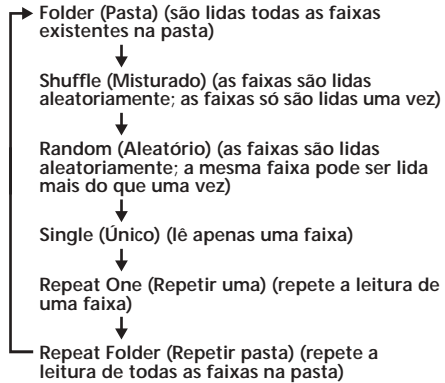 Folder (Pasta) (são lidas todas as faixas
existentes na pasta)
Shuffle (Misturado) (as faixas são lidas
aleatoriamente; as faixas só são lidas uma vez)
Random (Aleatório) (as faixas são lidas
aleatoriamente; a mesma faixa pode ser lida
mais do que uma vez)
Single (Único) (lê apenas uma faixa)
Repeat One (Repetir uma) (repete a leitura de
uma faixa)
Repeat Folder (Repetir pasta) (repete a
leitura de todas as faixas na pasta)